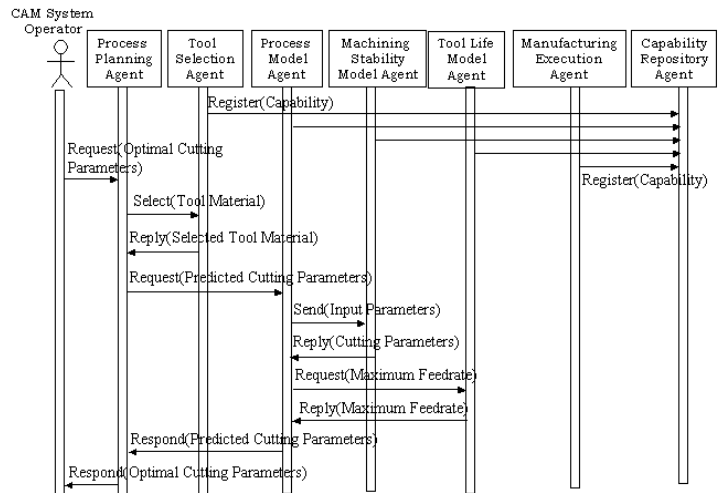 CAM System
Operator
Process
Planning
Agent
Tool
Selection
Agent
Process
Model
Agent
Machining
Stability
Model Agent
Tool Life
Model
Agent
Manufacturing
Execution
Agent
Capability
Repository
Agent
Register(Capability)
Request(Optimal Cutting
Parameters)
Register(Capability)
Select(Tool Material)
Reply(Selected Tool Material)
Request(Predicted Cutting Parameters)
Send(Input Parameters)
Reply(Cutting Parameters)
Request(Maximum Feedrate)
Reply(Maximum Feedrate)
Respond(Predicted Cutting Parameters)
Respond(Optimal Cutting Parameters)